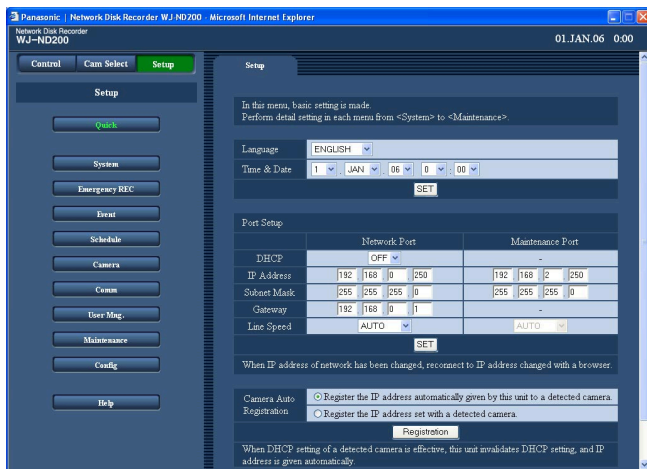 Panasonic | Network Disk Recorder WJ-ND200 - Microsoft Internet Explorer
Network Disk Recorder
WJ-ND200
01.JAN.06 0:00
Control Cam Select Setup
Setup
Setup
Quick
System
Emergency REC
Event
Schedule
Camera
Comm
User Mng.
Maintenance
Config
Help
In this menu, basic setting is made.
Perform detail setting in each menu from <System> to <Maintenance>.
Language ENGLISH
Time & Date 1 . JAN . 06 0 : 00
SET
Port Setup
Network Port Maintenance Port
DHCP OFF -
IP Address 192 . 168 . 0 . 250 192 . 168 . 2 . 250
Subnet Mask 255 . 255 . 255 . 0 255 . 255 . 255 . 0
Gateway 192 . 168 . 0 . 1 -
Line Speed AUTO AUTO
SET
When IP address of network has been changed, reconnect to IP address changed with a browser.
Camera Auto Registration
Register the IP address automatically given by this unit to a detected camera.
Register the IP address set with a detected camera.
Registration
When DHCP setting of a detected camera is effective, this unit invalidates DHCP setting, and IP
address is given automatically.